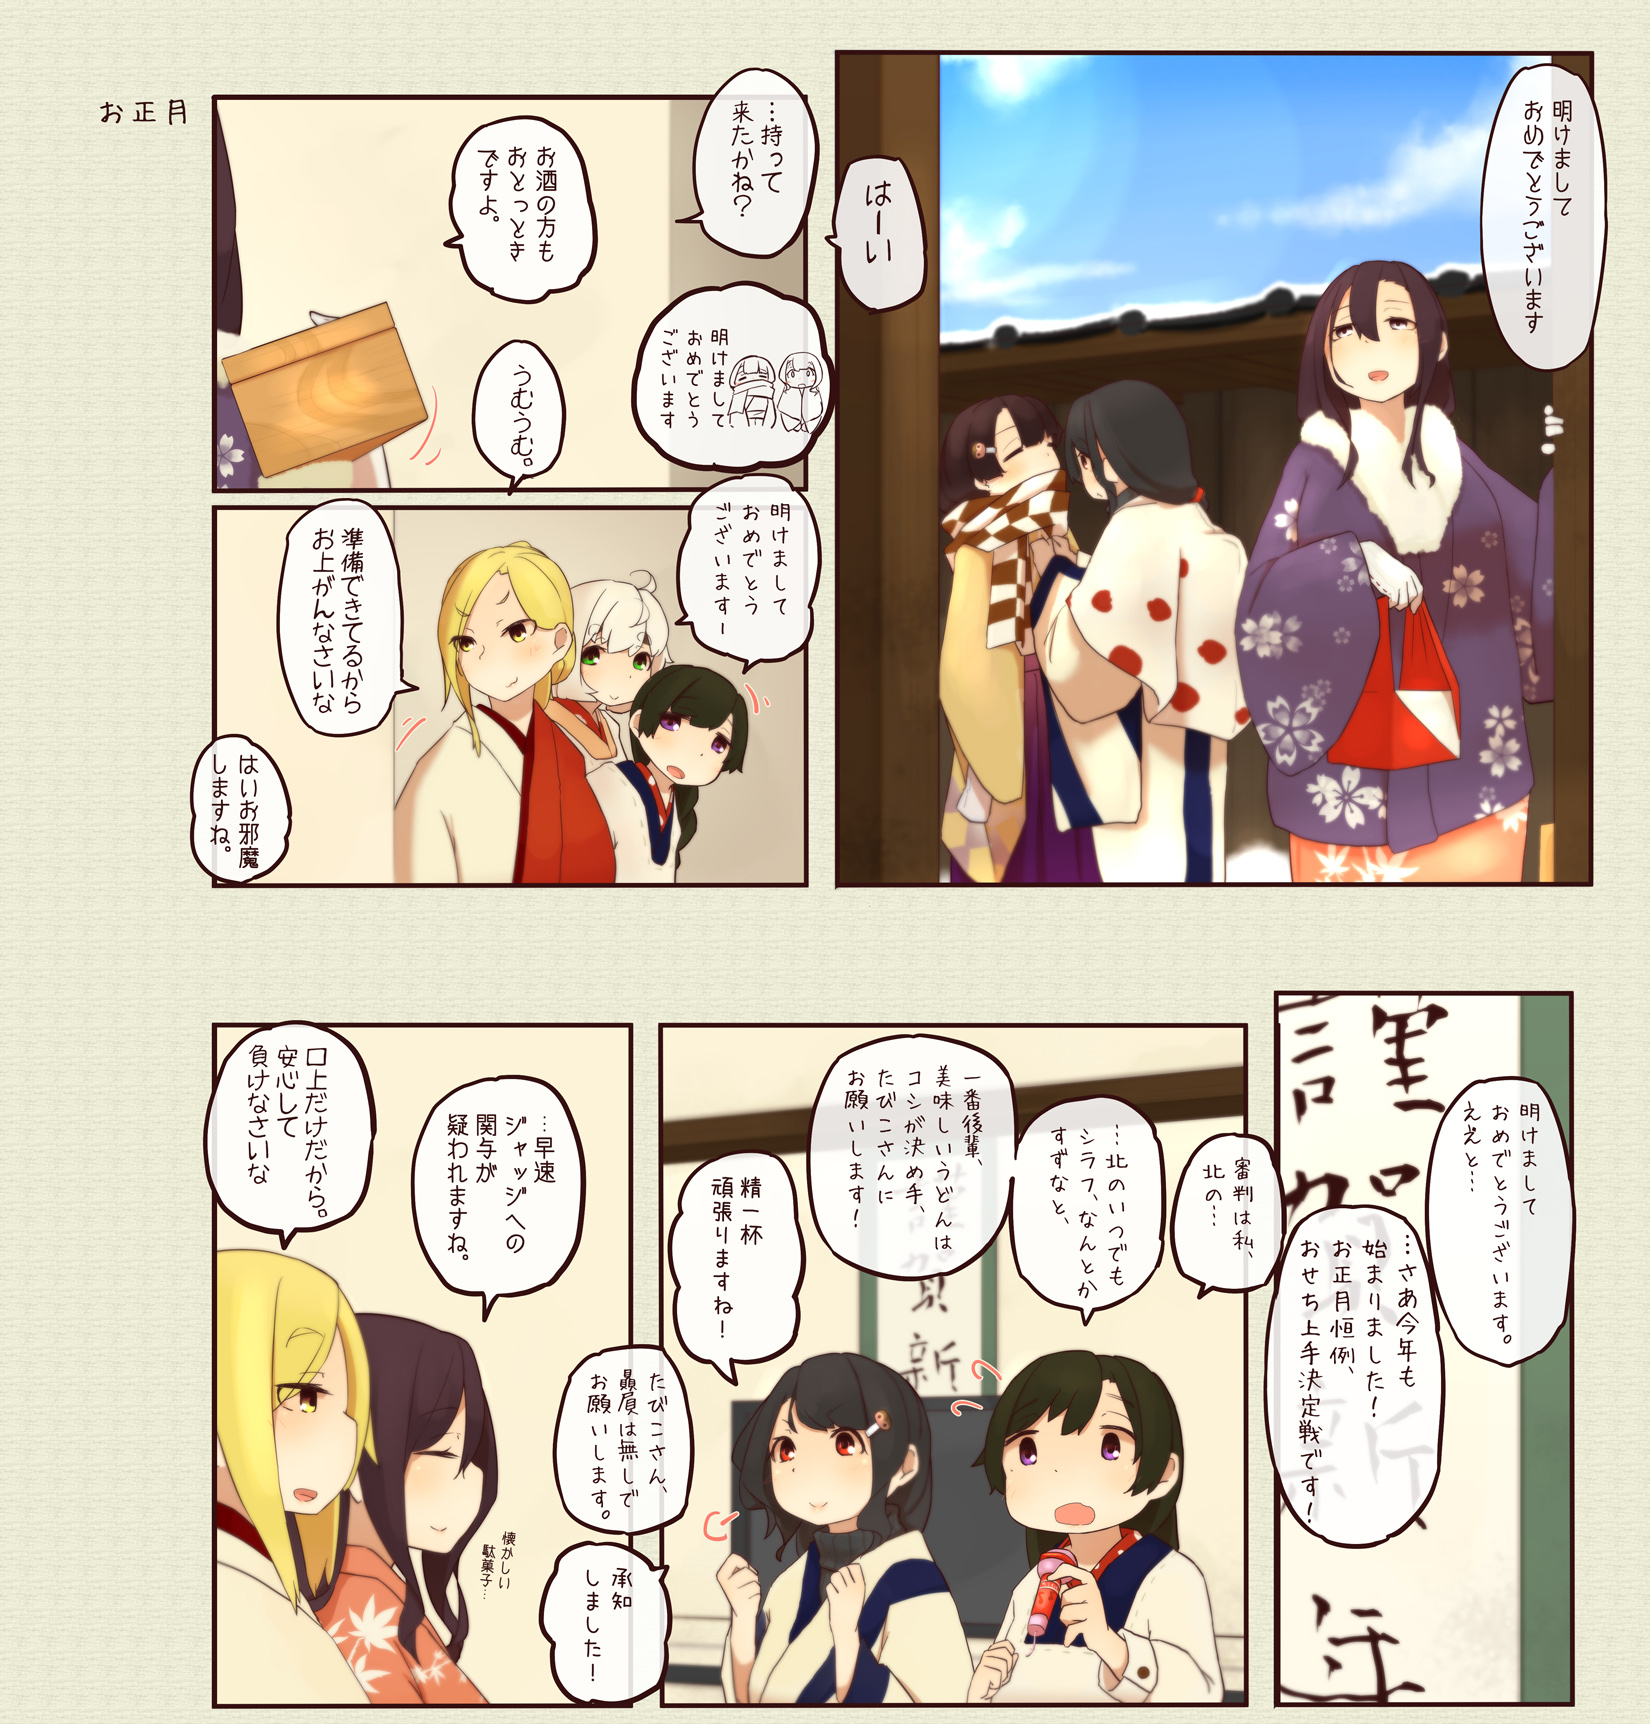 お正月
明けまして
おめでとうございます
はーい
…持って
来たかね?
お酒の方も
おとっとき
ですよ。
明けまして、
おめでとう
ございます
うむうむ。
明けまして
おめでとう
ございますー
準備できてるから
お上がんなさいな
はいお邪魔
しますね。
謹賀新年
明けまして
おめでとうございます。
ええと…
…さあ今年も
始まりました!
お正月恒例、
おせち上手決定戦です!
審判は私、
北の…
…北のいつでも
シラフ、なんとか
すずなと、
一番後輩、
美味しいうどんは
コシが決め手、
たびこさんに
お願いします!
精一杯
頑張りますね!
謹賀新
たびこさん、
贔屓は無しで
お願いします。
承知
しました!
…早速
ジャッジへの
関与が
疑われますね。
口上だけだから。
安心して
負けなさいな
懐かしい
駄菓子…